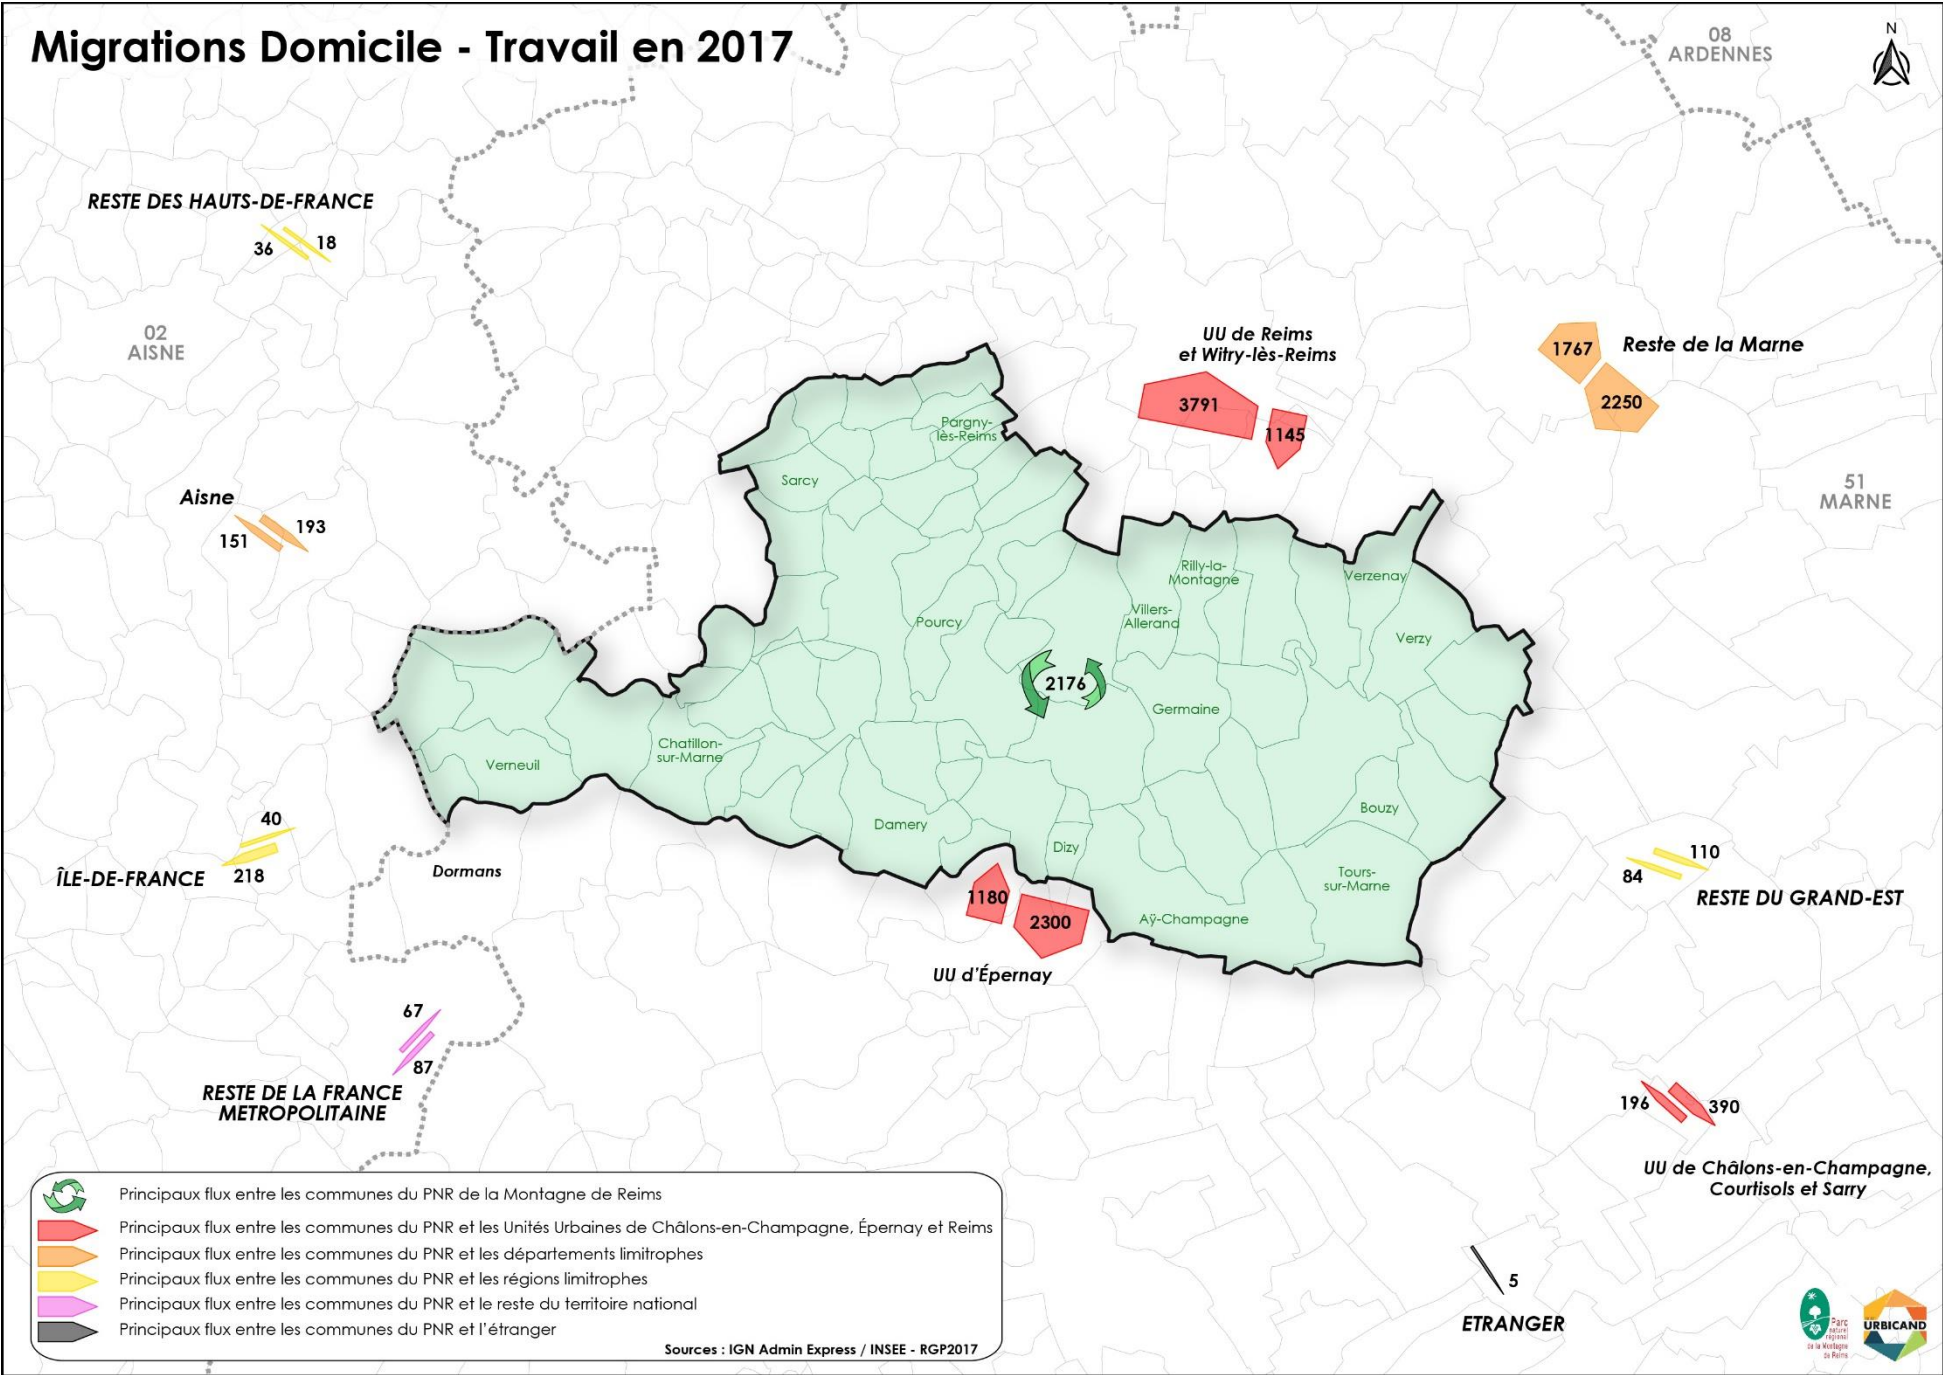 Migrations Domicile - Travail en 2017
08
ARDENNES
N
RESTE DES HAUTS-DE-FRANCE
36
18
02
AISNE
UU de Reims
et Witry-lès-Reims
3791
1145
1767
Reste de la Marne
2250
51
MARNE
Pargny-
lès-Reims
Sarcy
Aisne
151
193
Rilly-la-
Montagne
Verzenay
Villers-
Allerand
Pourcy
Verzy
2176
Germaine
Chatillon-
sur-Marne
Verneuil
Bouzy
Damery
Dizy
Tours-
sur-Marne
Aÿ-Champagne
40
ÎLE-DE-FRANCE
218
Dormans
110
84
RESTE DU GRAND-EST
1180
2300
UU d'Épernay
67
87
RESTE DE LA FRANCE
METROPOLITAINE
196
390
UU de Châlons-en-Champagne,
Courtisols et Sarry
5
ETRANGER
Principaux flux entre les communes du PNR de la Montagne de Reims
Principaux flux entre les communes du PNR et les Unités Urbaines de Châlons-en-Champagne, Épernay et Reims
Principaux flux entre les communes du PNR et les départements limitrophes
Principaux flux entre les communes du PNR et les régions limitrophes
Principaux flux entre les communes du PNR et le reste du territoire national
Principaux flux entre les communes du PNR et l'étranger
Sources : IGN Admin Express / INSEE - RGP2017
Parc
naturel
régional
de la Montagne
de Reims
URBICAND